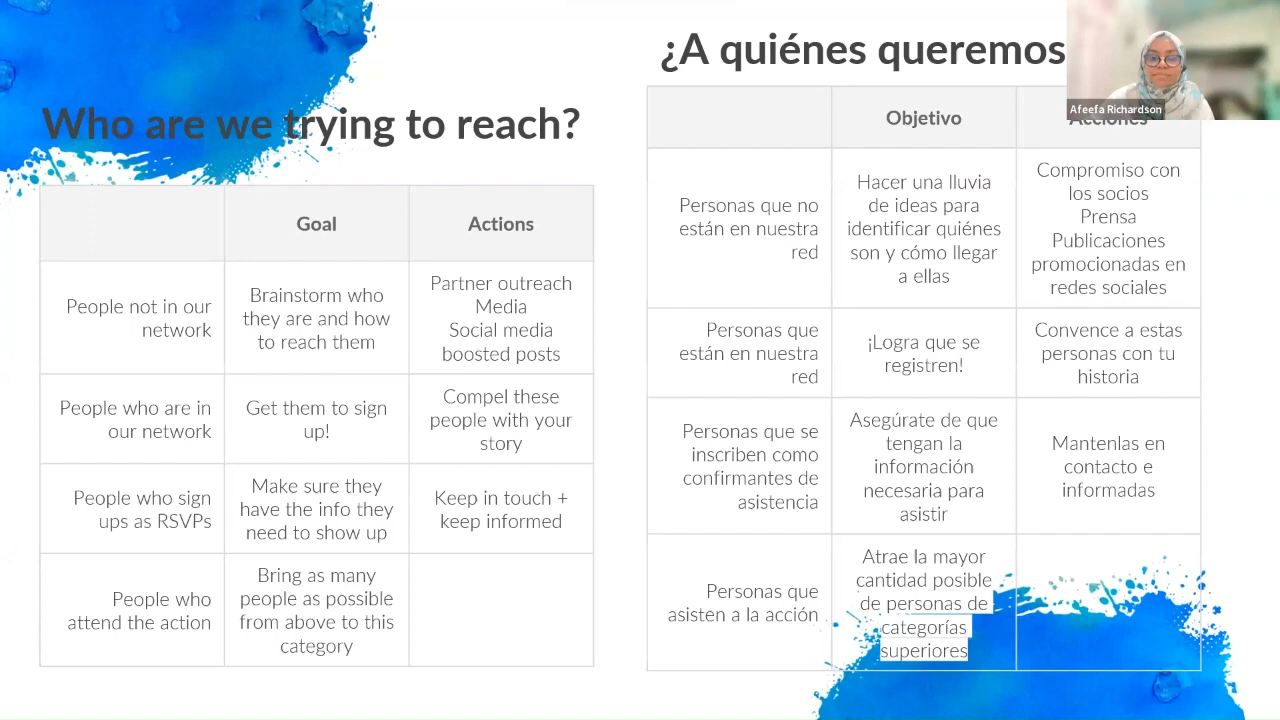 Who are we trying to reach?
Goal
Actions
People not in our
network
Brainstorm who
they are and how
to reach them
Partner outreach
Media
Social media
boosted posts
People who are in
our network
Get them to sign
up!
Compel these
people with your
story
People who sign
ups as RSVPs
Make sure they
have the info they
need to show up
Keep in touch +
keep informed
People who
attend the action
Bring as many
people as possible
from above to this
category
¿A quiénes queremos
Afeefa Richardson
Objetivo
Acciones
Personas que no
están en nuestra
red
Hacer una lluvia
de ideas para
identificar quiénes
son y cómo llegar
a ellas
Compromiso con
los socios
Prensa
Publicaciones
promocionadas en
redes sociales
Personas que
están en nuestra
red
¡Logra que se
registren!
Convence a estas
personas con tu
historia
Personas que se
inscriben como
confirmantes de
asistencia
Asegúrate de que
tengan la
información
necesaria para
asistir
Mantenlas en
contacto e
informadas
Personas que
asisten a la acción
Atrae la mayor
cantidad posible
de personas de
categorías
superiores